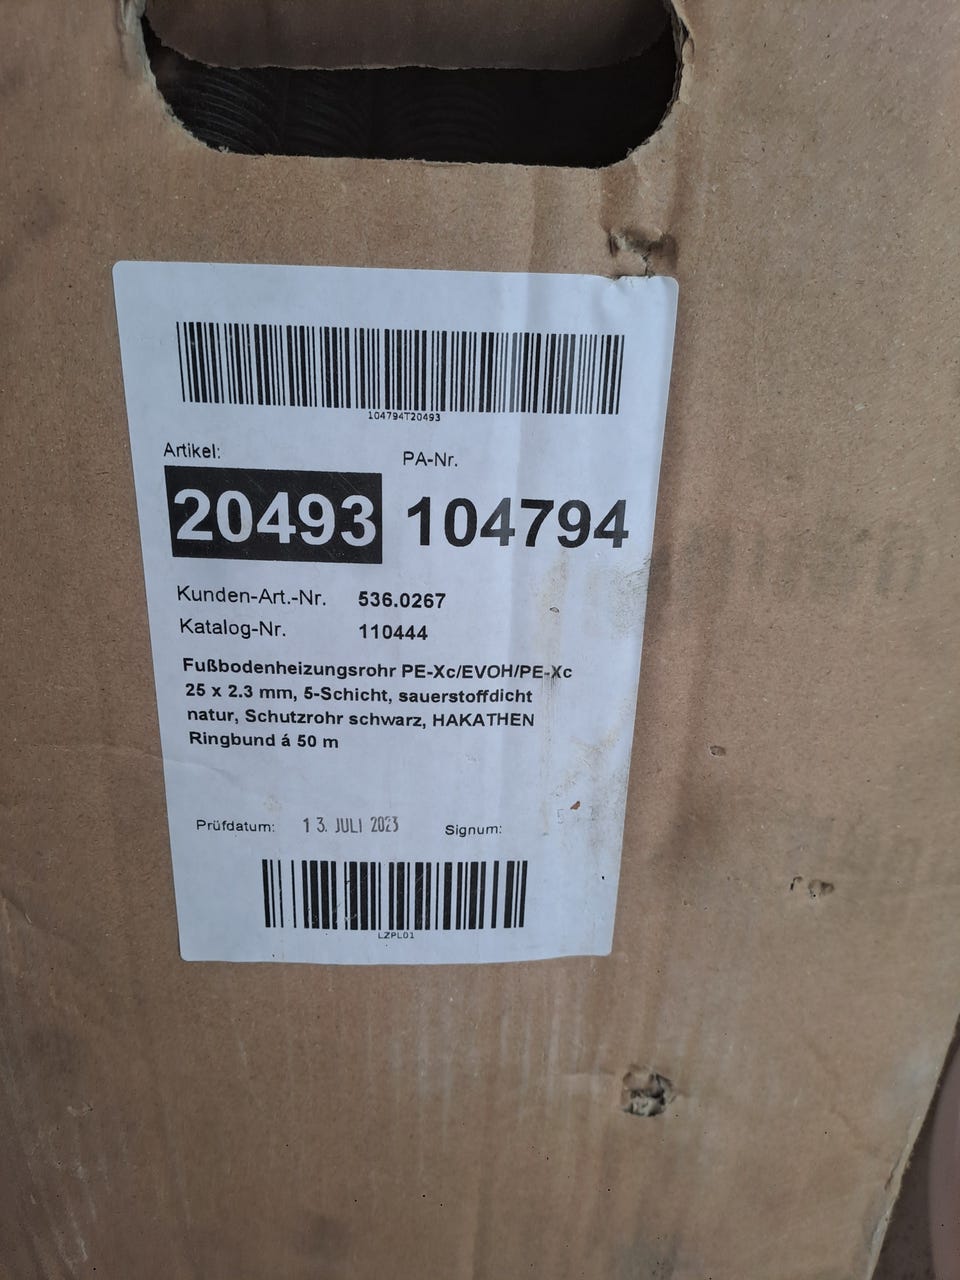 104794T20493
Artikel: PA-Nr.
20493 104794
Kunden-Art.-Nr. 536.0267
Katalog-Nr. 110444
Fußbodenheizungsrohr PE-Xc/EVOH/PE-Xc
25 x 2.3 mm, 5-Schicht, sauerstoffdicht
natur, Schutzrohr schwarz, HAKATHEN
Ringbund á 50 m
Prüfdatum: 13. JULI 2023 Signum:
LZPL01